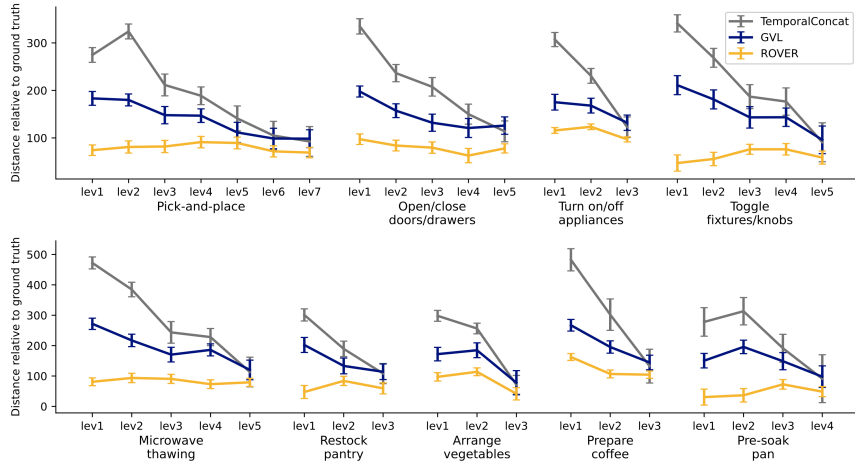 Distance relative to ground truth
300
200
100
TemporalConcat
GVL
ROVER
lev1 lev2 lev3 lev4 lev5 lev6 lev7 lev1 lev2 lev3 lev4 lev5 lev1 lev2 lev3 lev1 lev2 lev3 lev4 lev5
Pick-and-place
Open/close
doors/drawers
Turn on/off
appliances
Toggle
fixtures/knobs
Distance relative to ground truth
500
400
300
200
100
0
lev1 lev2 lev3 lev4 lev5 lev1 lev2 lev3 lev1 lev2 lev3 lev1 lev2 lev3 lev1 lev2 lev3 lev4
Microwave
thawing
Restock
pantry
Arrange
vegetables
Prepare
coffee
Pre-soak
pan